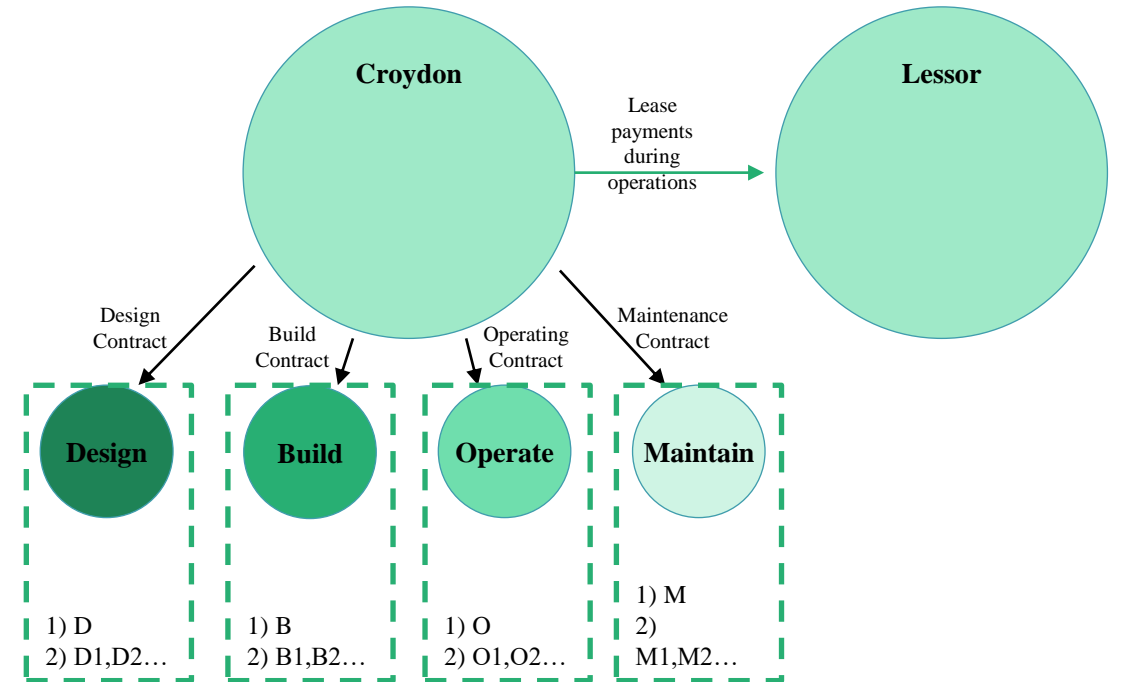 Croydon
Lessor
Lease
payments
during
operations
Design
Contract
Build
Contract
Operating
Contract
Maintenance
Contract
Design
Build
Operate
Maintain
1) D
2) D1,D2…
1) B
2) B1,B2…
1) O
2) O1,O2…
1) M
2)
M1,M2…